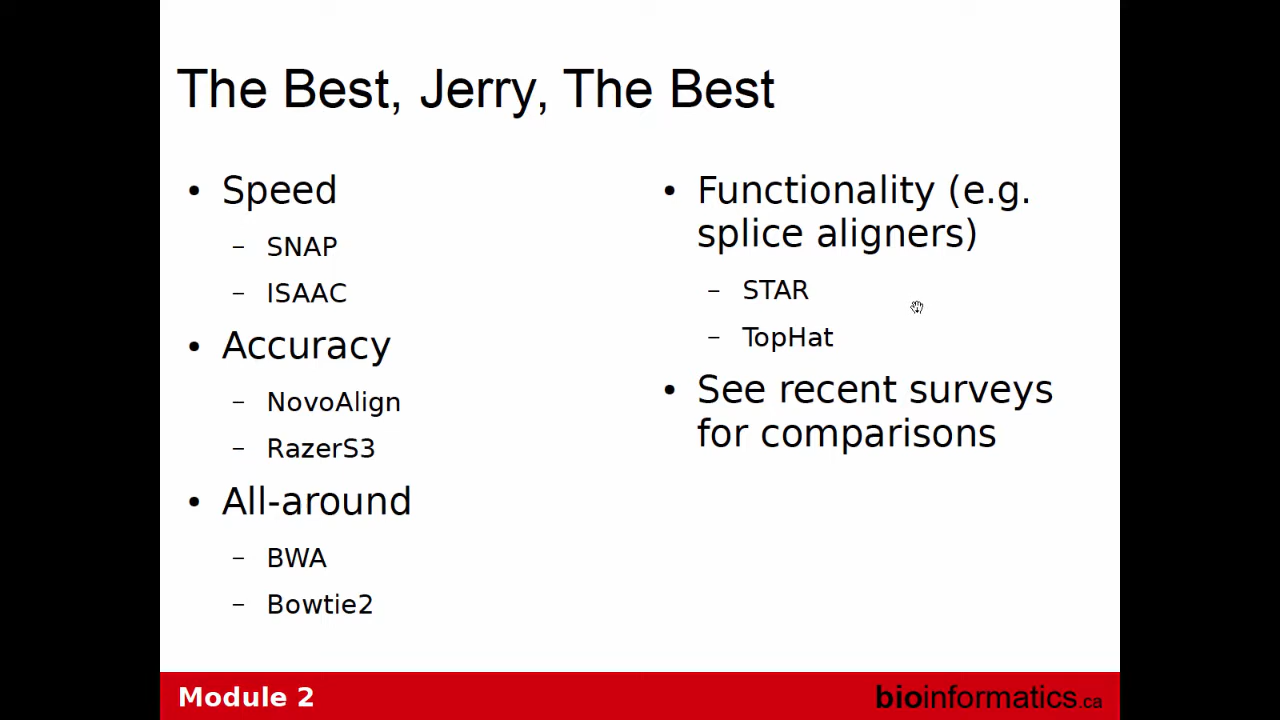 The Best, Jerry, The Best
• Speed
– SNAP
– ISAAC
• Accuracy
– NovoAlign
– RazerS3
• All-around
– BWA
– Bowtie2
• Functionality (e.g.
splice aligners)
– STAR
– TopHat
• See recent surveys
for comparisons
Module 2
bioinformatics.ca